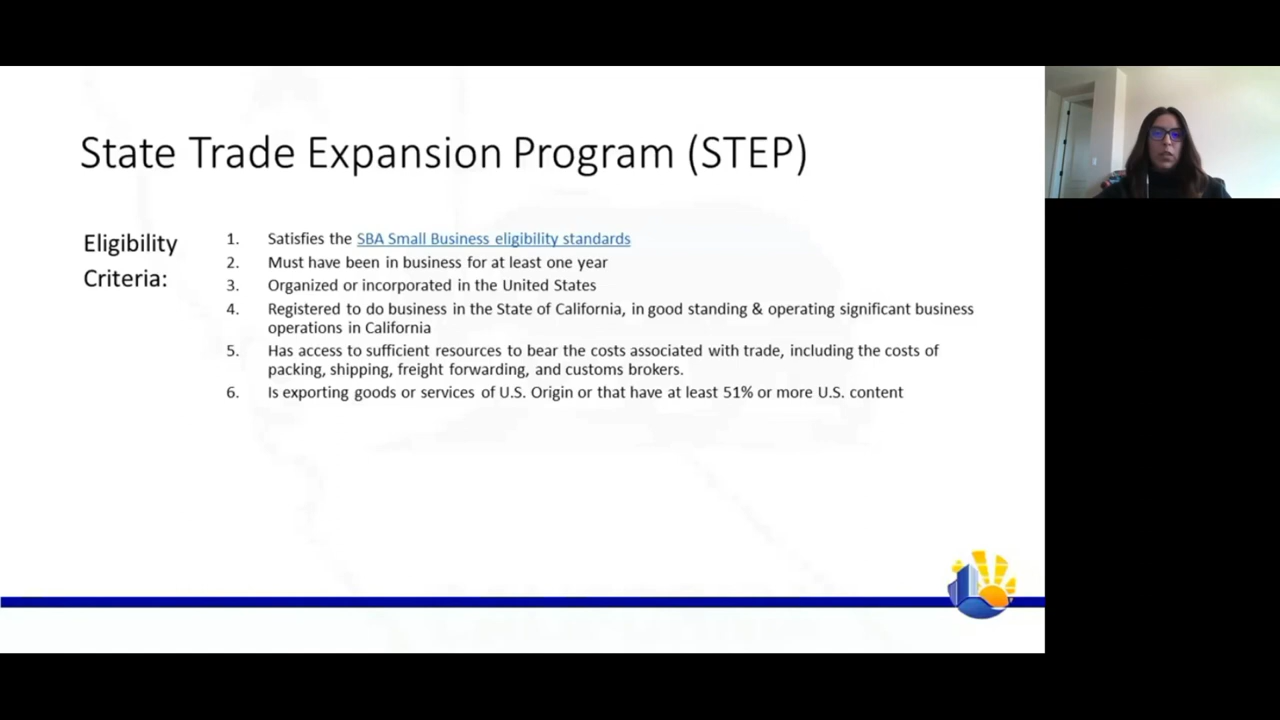 State Trade Expansion Program (STEP)
Eligibility
Criteria:
1. Satisfies the SBA Small Business eligibility standards
2. Must have been in business for at least one year
3. Organized or incorporated in the United States
4. Registered to do business in the State of California, in good standing & operating significant business
operations in California
5. Has access to sufficient resources to bear the costs associated with trade, including the costs of
packing, shipping, freight forwarding, and customs brokers.
6. Is exporting goods or services of U.S. Origin or that have at least 51% or more U.S. content